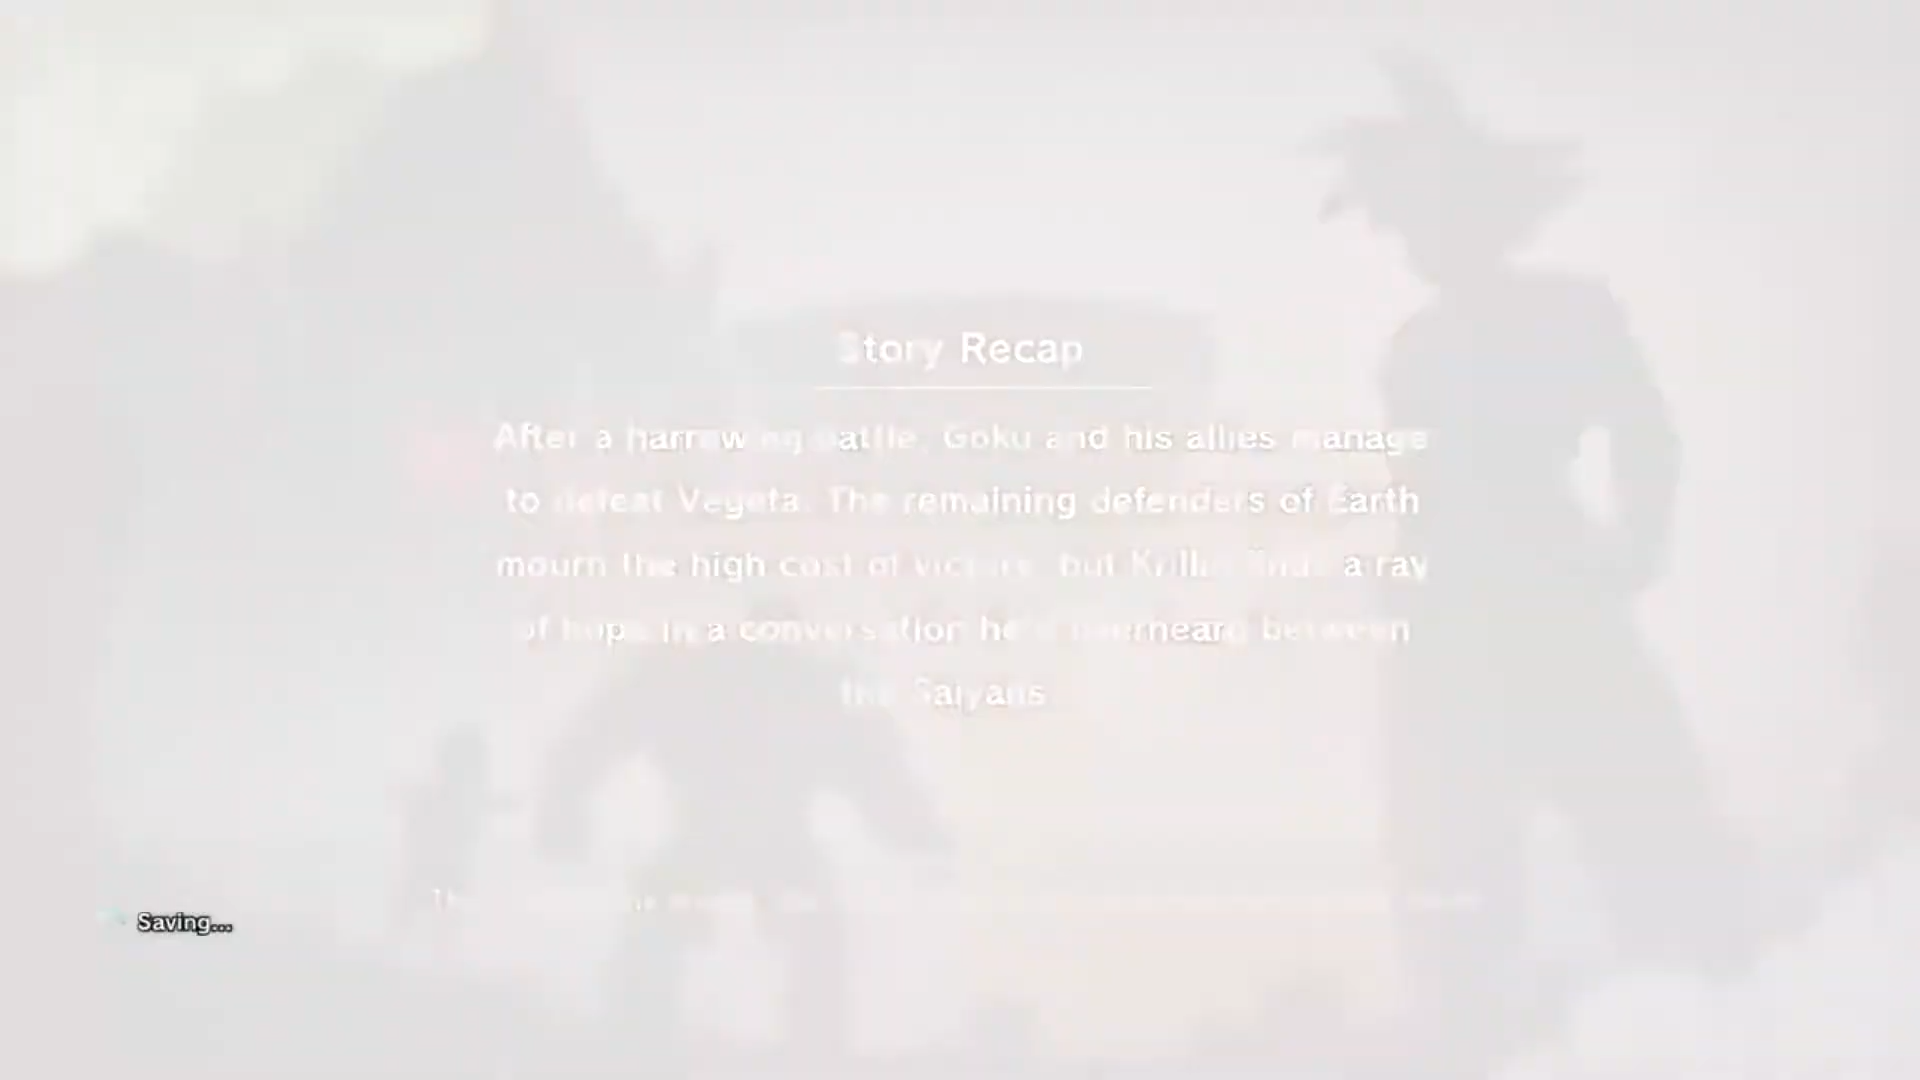 Story Recap
After a harrowing battle, Goku and his allies manage
to defeat Vegeta. The remaining defenders of Earth
mourn the high cost of victory, but Krillin finds a ray
of hope in a conversation he'd overheard between
the Saiyans
Saving...